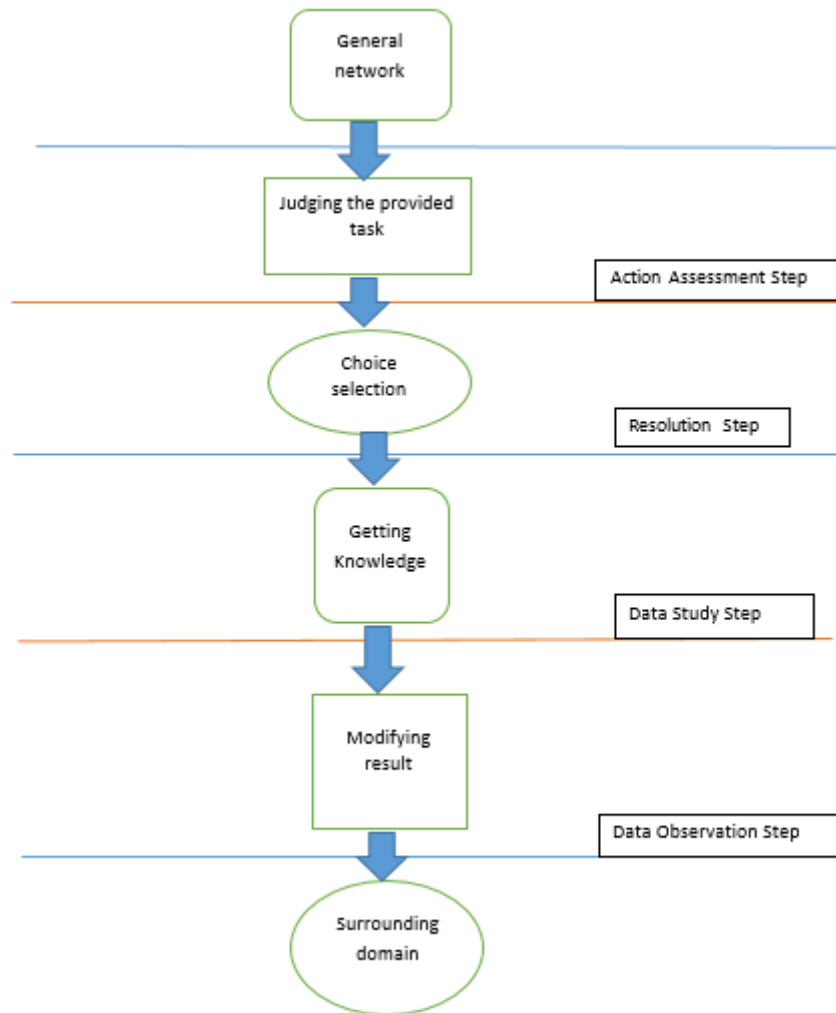 General
network
Judging the provided
task
Action Assessment Step
Choice
selection
Resolution Step
Getting
Knowledge
Data Study Step
Modifying
result
Data Observation Step
Surrounding
domain